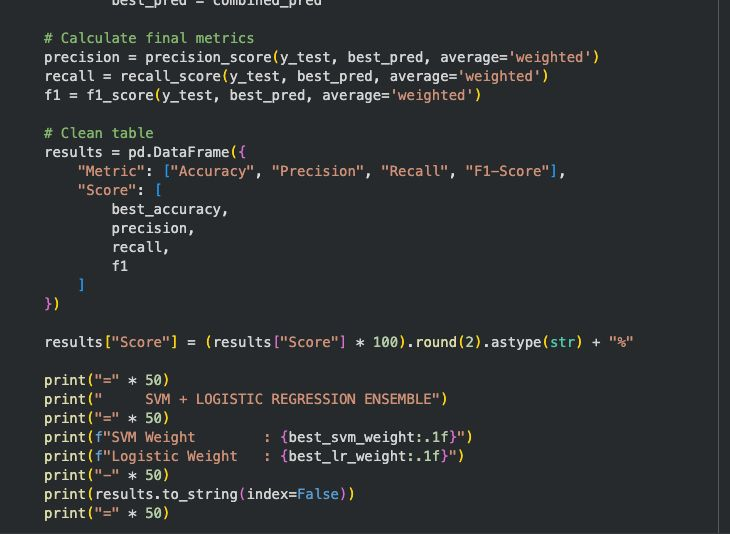 best_pred = combined_pred
# Calculate final metrics
precision = precision_score(y_test, best_pred, average='weighted')
recall = recall_score(y_test, best_pred, average='weighted')
f1 = f1_score(y_test, best_pred, average='weighted')
# Clean table
results = pd.DataFrame({
    "Metric": ["Accuracy", "Precision", "Recall", "F1-Score"],
    "Score": [
        best_accuracy,
        precision,
        recall,
        f1
    ]
})
results["Score"] = (results["Score"] * 100).round(2).astype(str) + "%"
print("=" * 50)
print("     SVM + LOGISTIC REGRESSION ENSEMBLE")
print("=" * 50)
print(f"SVM Weight        : {best_svm_weight:.1f}")
print(f"Logistic Weight   : {best_lr_weight:.1f}")
print("-" * 50)
print(results.to_string(index=False))
print("=" * 50)